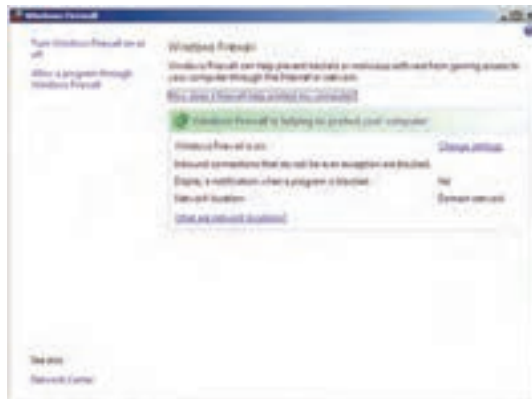 Windows Firewall
Turn Windows Firewall on or
off
Allow a program through
Windows Firewall
Windows Firewall
Windows Firewall can help prevent hackers or malicious software from gaining access to
your computer through the Internet or network.
How does a firewall help protect my computer?
Windows Firewall is helping to protect your computer
Windows Firewall is on.
Change settings
Inbound connections that do not have an exception are blocked.
Display a notification when a program is blocked:
No
Network location:
Domain network
What are network locations?
See also
Network Center